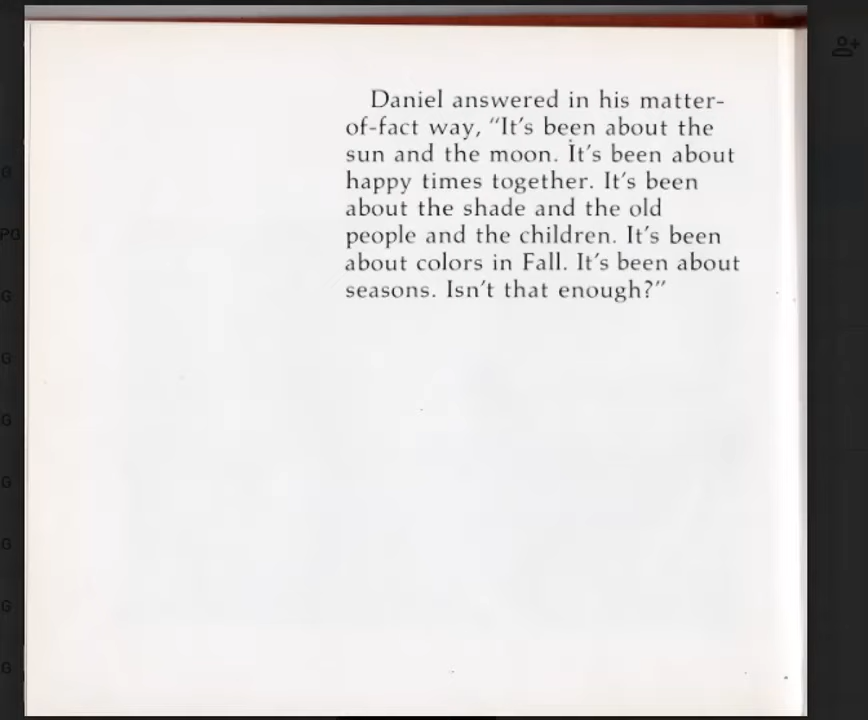 Daniel answered in his matter-
of-fact way, “It’s been about the
sun and the moon. It’s been about
happy times together. It’s been
about the shade and the old
people and the children. It’s been
about colors in Fall. It’s been about
seasons. Isn’t that enough?”
G
PG
G
G
G
G
G
G
G